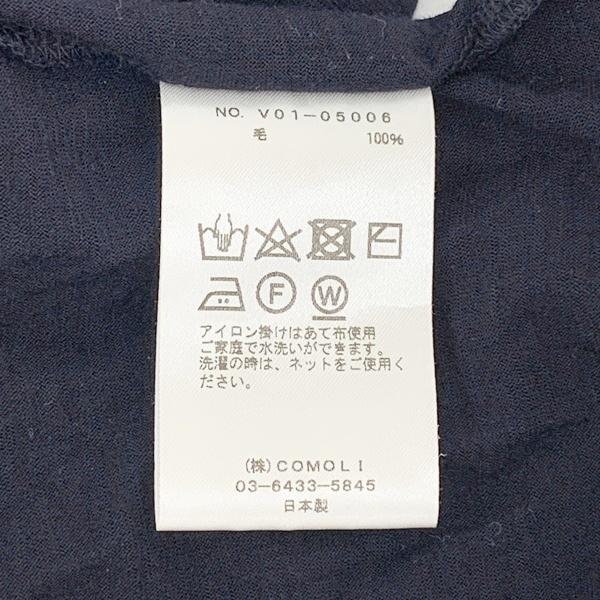 NO. V01-05006
毛 100%
F W
アイロン掛けはあて布使用
ご家庭で水洗いができます。
洗濯の時は、ネットをご使用く
ださい。
(株)COMOLI
03-6433-5845
日本製